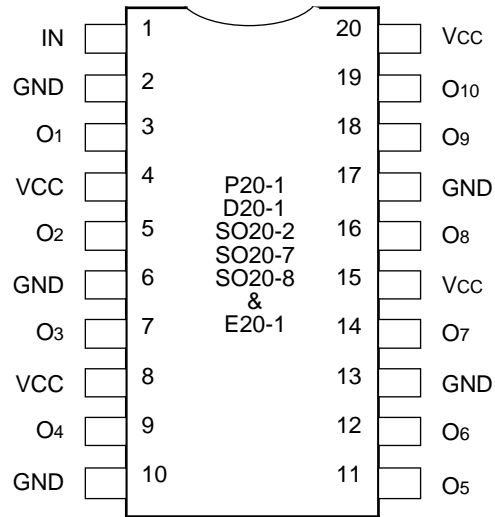 IN 1 20 VCC
GND 2 19 O10
O1 3 18 O9
VCC 4 17 GND
P20-1
D20-1
O2 5 SO20-2 16 O8
SO20-7
GND 6 SO20-8 15 VCC
&
O3 7 E20-1 14 O7
VCC 8 13 GND
O4 9 12 O6
GND 10 11 O5